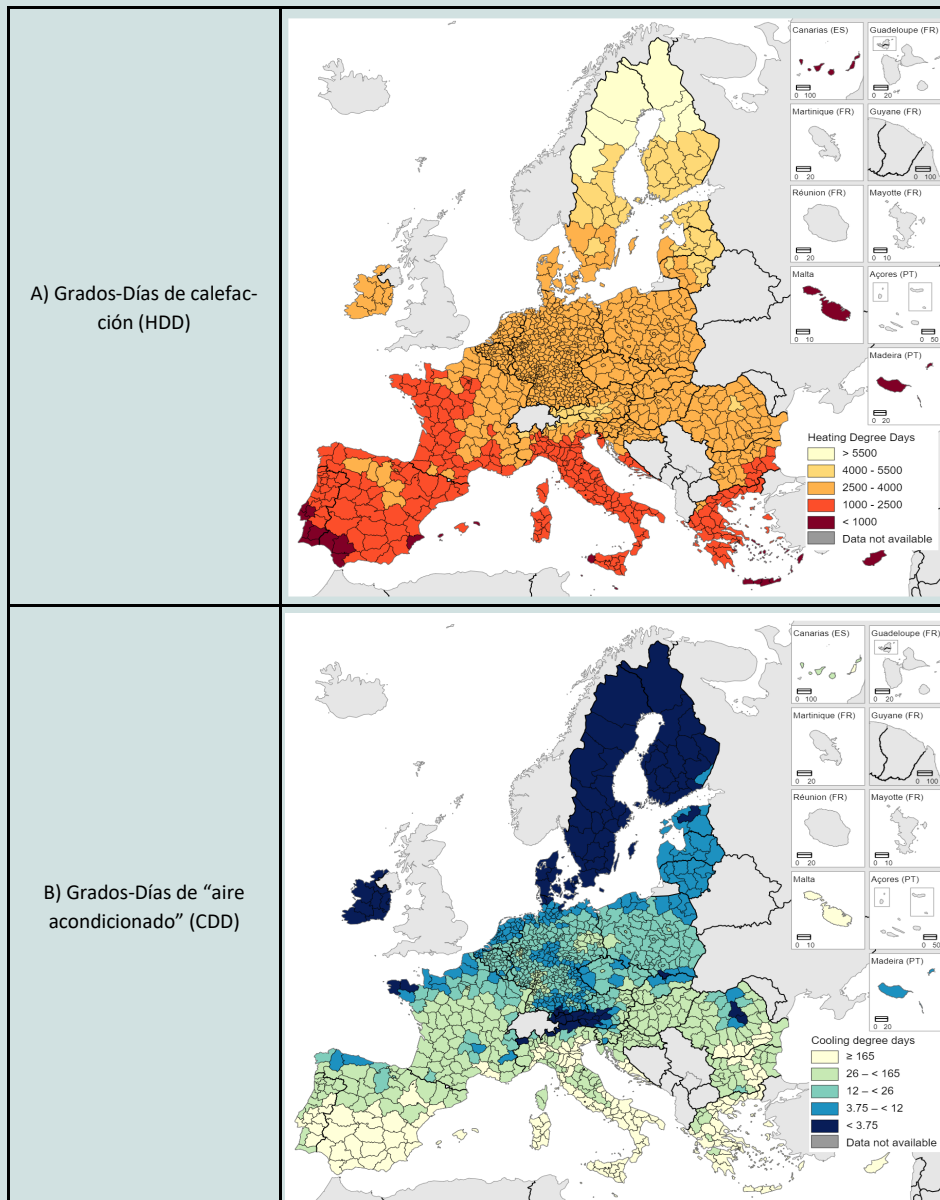 A) Grados-Días de calefac-
ción (HDD)
Canarias (ES)
0 100
Guadeloupe (FR)
0 20
Martinique (FR)
0 20
Guyane (FR)
0 100
Réunion (FR)
0 20
Mayotte (FR)
0 10
Malta
0 10
Açores (PT)
0 50
Madeira (PT)
0 20
Heating Degree Days
> 5500
4000 - 5500
2500 - 4000
1000 - 2500
< 1000
Data not available
B) Grados-Días de “aire
acondicionado” (CDD)
Canarias (ES)
0 100
Guadeloupe (FR)
0 20
Martinique (FR)
0 20
Guyane (FR)
0 100
Réunion (FR)
0 20
Mayotte (FR)
0 10
Malta
0 10
Açores (PT)
0 50
Madeira (PT)
0 20
Cooling degree days
≥ 165
26 – < 165
12 – < 26
3.75 – < 12
< 3.75
Data not available